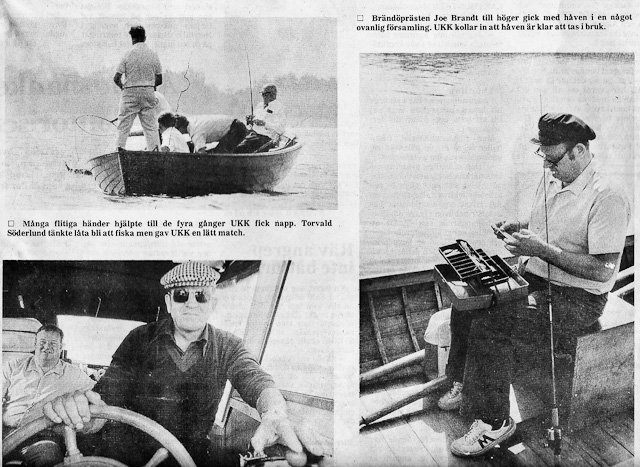 □ Brändöprästen Joe Brandt till höger gick med håven i en något
ovanlig församling. UKK kollar in att håven är klar att tas i bruk.
□ Många flitiga händer hjälpte till de fyra gånger UKK fick napp. Torvald
Söderlund tänkte låta bli att fiska men gav UKK en lätt match.